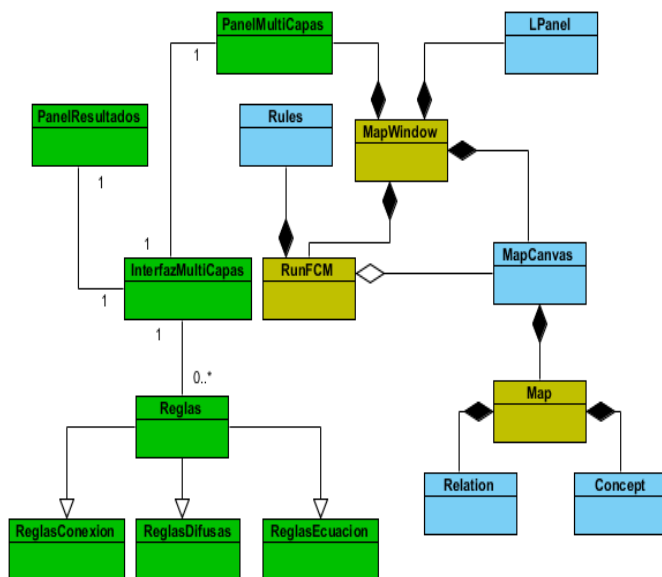 PanelMultiCapas
LPanel
1
PanelResultados
Rules
MapWindow
1
1
InterfazMultiCapas
RunFCM
MapCanvas
1
1
0..*
Reglas
Map
Relation
Concept
ReglasConexion
ReglasDifusas
ReglasEcuacion